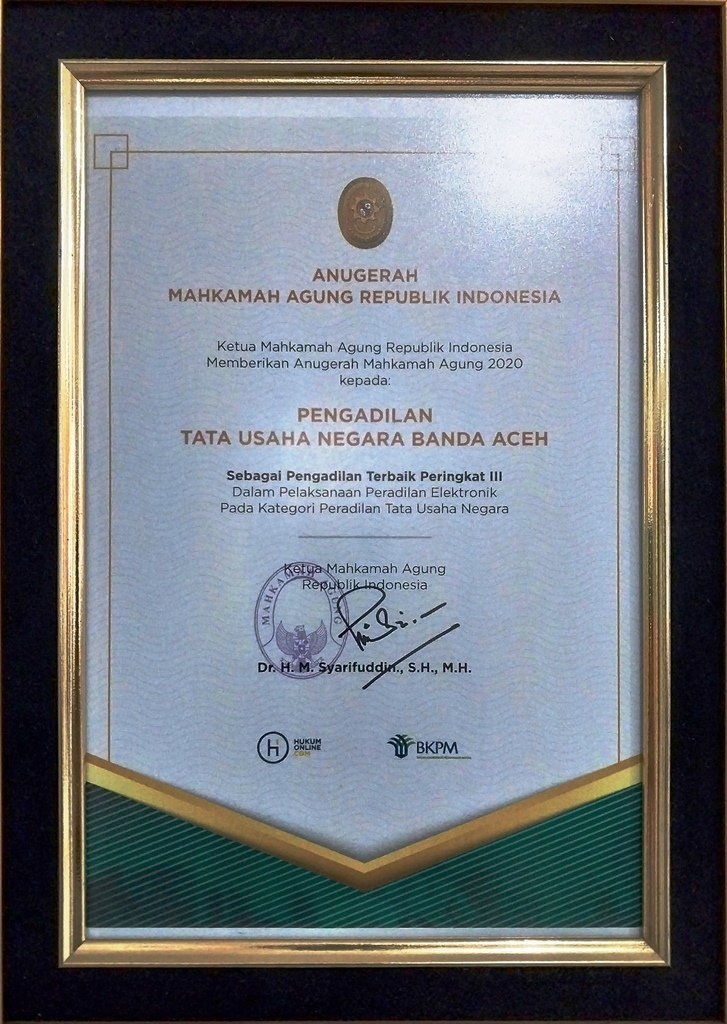 ANUGERAH
MAHKAMAH AGUNG REPUBLIK INDONESIA
Ketua Mahkamah Agung Republik Indonesia
Memberikan Anugerah Mahkamah Agung 2020
kepada:
PENGADILAN
TATA USAHA NEGARA BANDA ACEH
Sebagai Pengadilan Terbaik Peringkat III
Dalam Pelaksanaan Peradilan Elektronik
Pada Kategori Peradilan Tata Usaha Negara
Ketua Mahkamah Agung
Republik Indonesia
MAHKAMAH AGUNG
Dr. H. M. Syarifuddin., S.H., M.H.
H
HUKUM
ONLINE
COM
BKPM